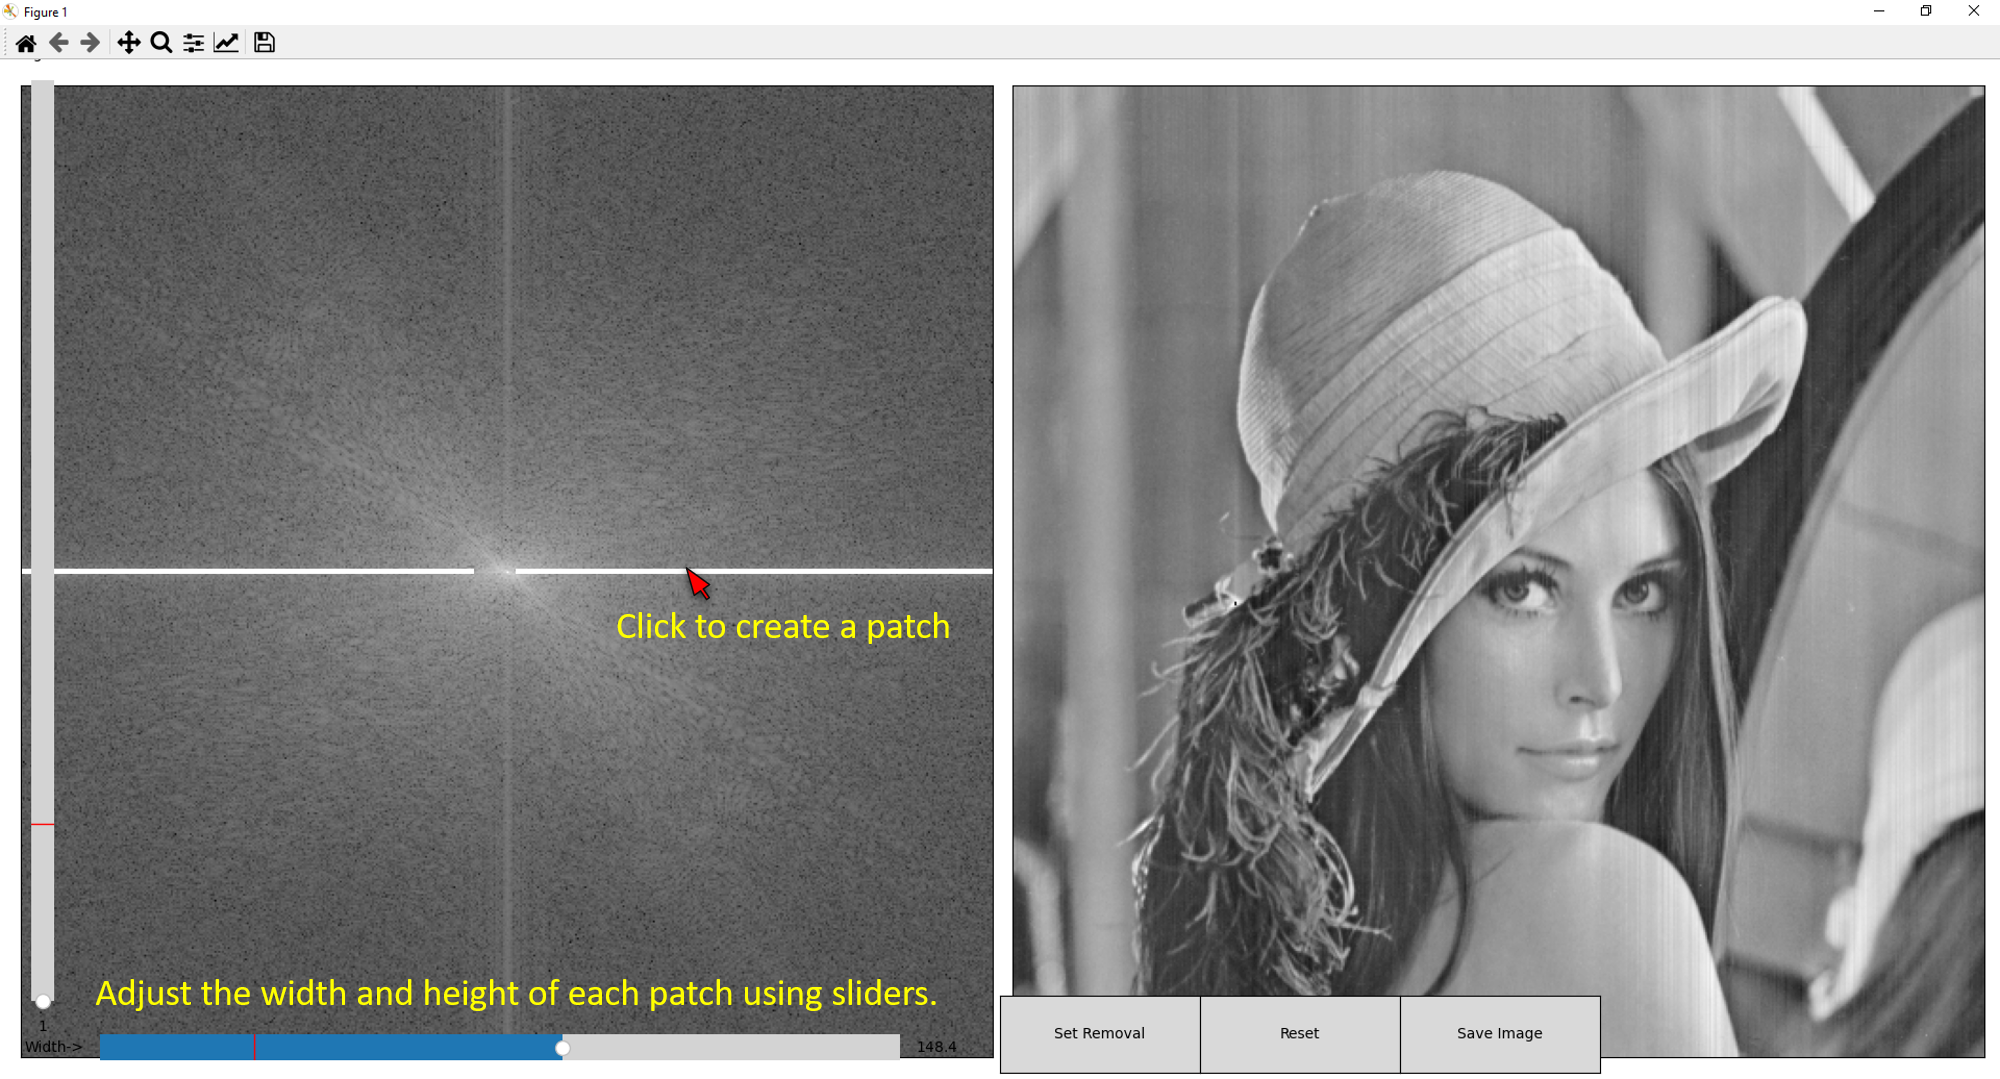 Figure 1
Click to create a patch
Adjust the width and height of each patch using sliders.
1
Width->
148.4
Set Removal
Reset
Save Image